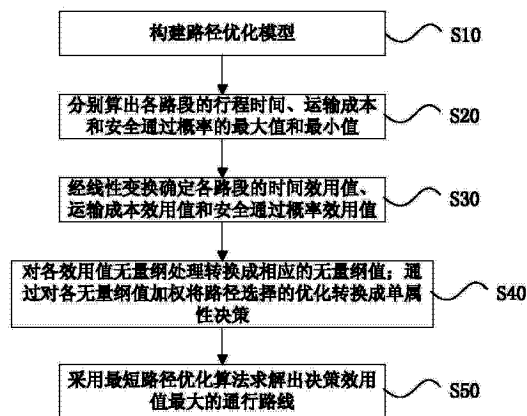 构建路径优化模型
S10
分别算出各路段的行程时间、运输成本
和安全通过概率的最大值和最小值
S20
经线性变换确定各路段的时间效用值、
运输成本效用值和安全通过概率效用值
S30
对各效用值无量纲处理转换成相应的无量纲值；通
过对各无量纲值加权将路径选择的优化转换成单属
性决策
S40
采用最短路径优化算法求解出决策效用
值最大的通行路线
S50